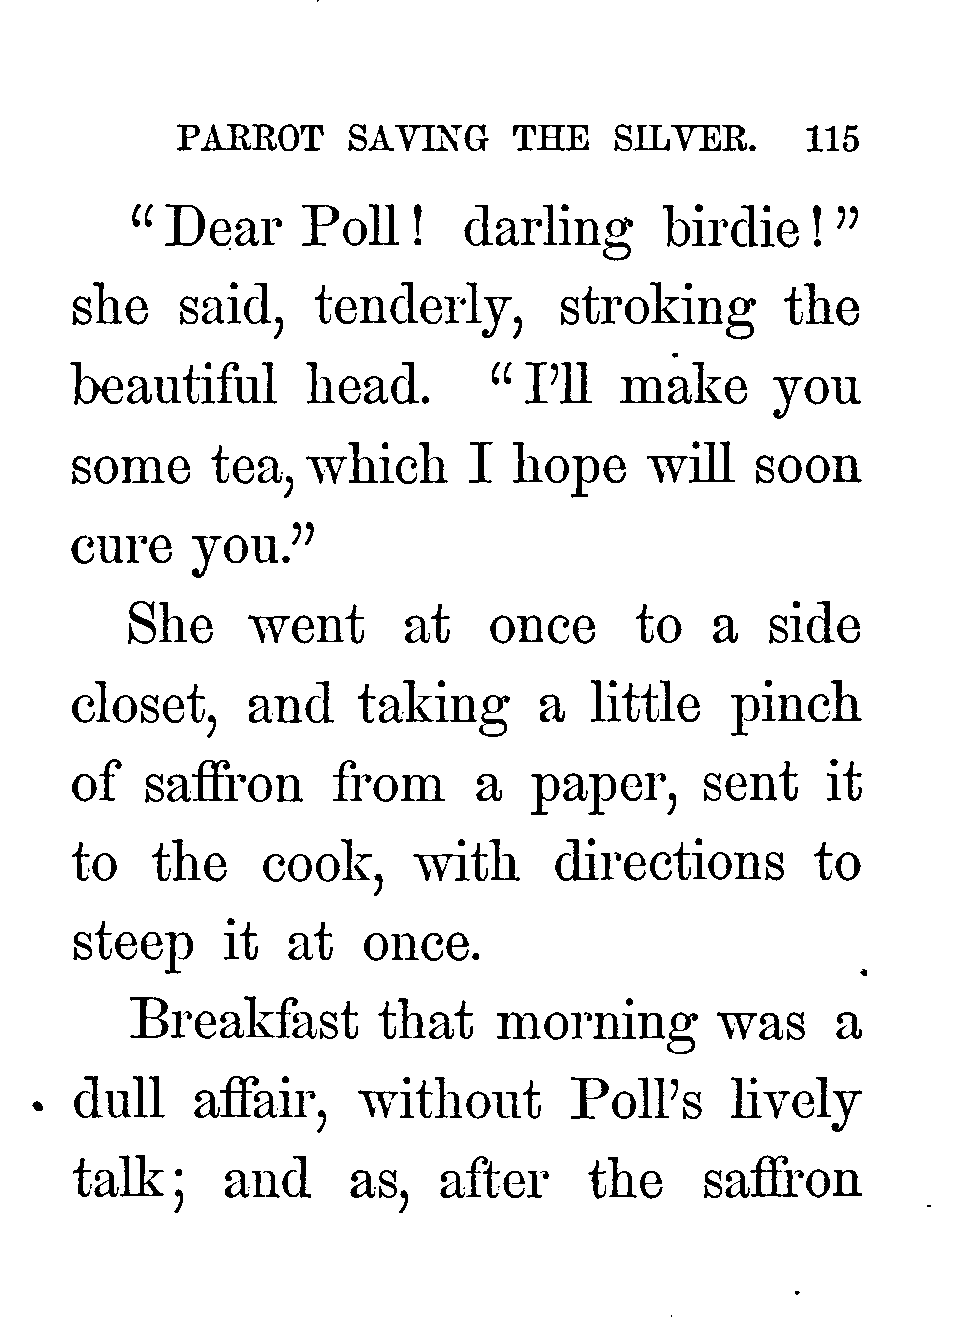 PARROT SAVING THE SILVER. 115
"Dear Poll! darling birdie!"
she said, tenderly, stroking the
beautiful head. "I'll make you
some tea, which I hope will soon
cure you."
She went at once to a side
closet, and taking a little pinch
of saffron from a paper, sent it
to the cook, with directions to
steep it at once.
Breakfast that morning was a
dull affair, without Poll's lively
talk; and as, after the saffron